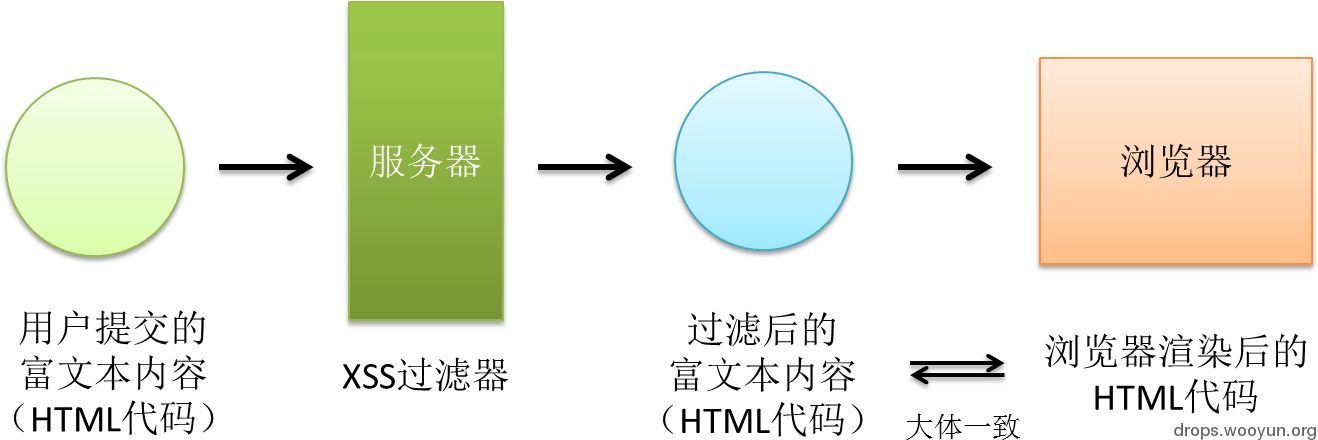 服务器
浏览器
用户提交的
富文本内容
（HTML代码）
XSS过滤器
过滤后的
富文本内容
（HTML代码）
大体一致
浏览器渲染后的
HTML代码
drops.wooyun.org